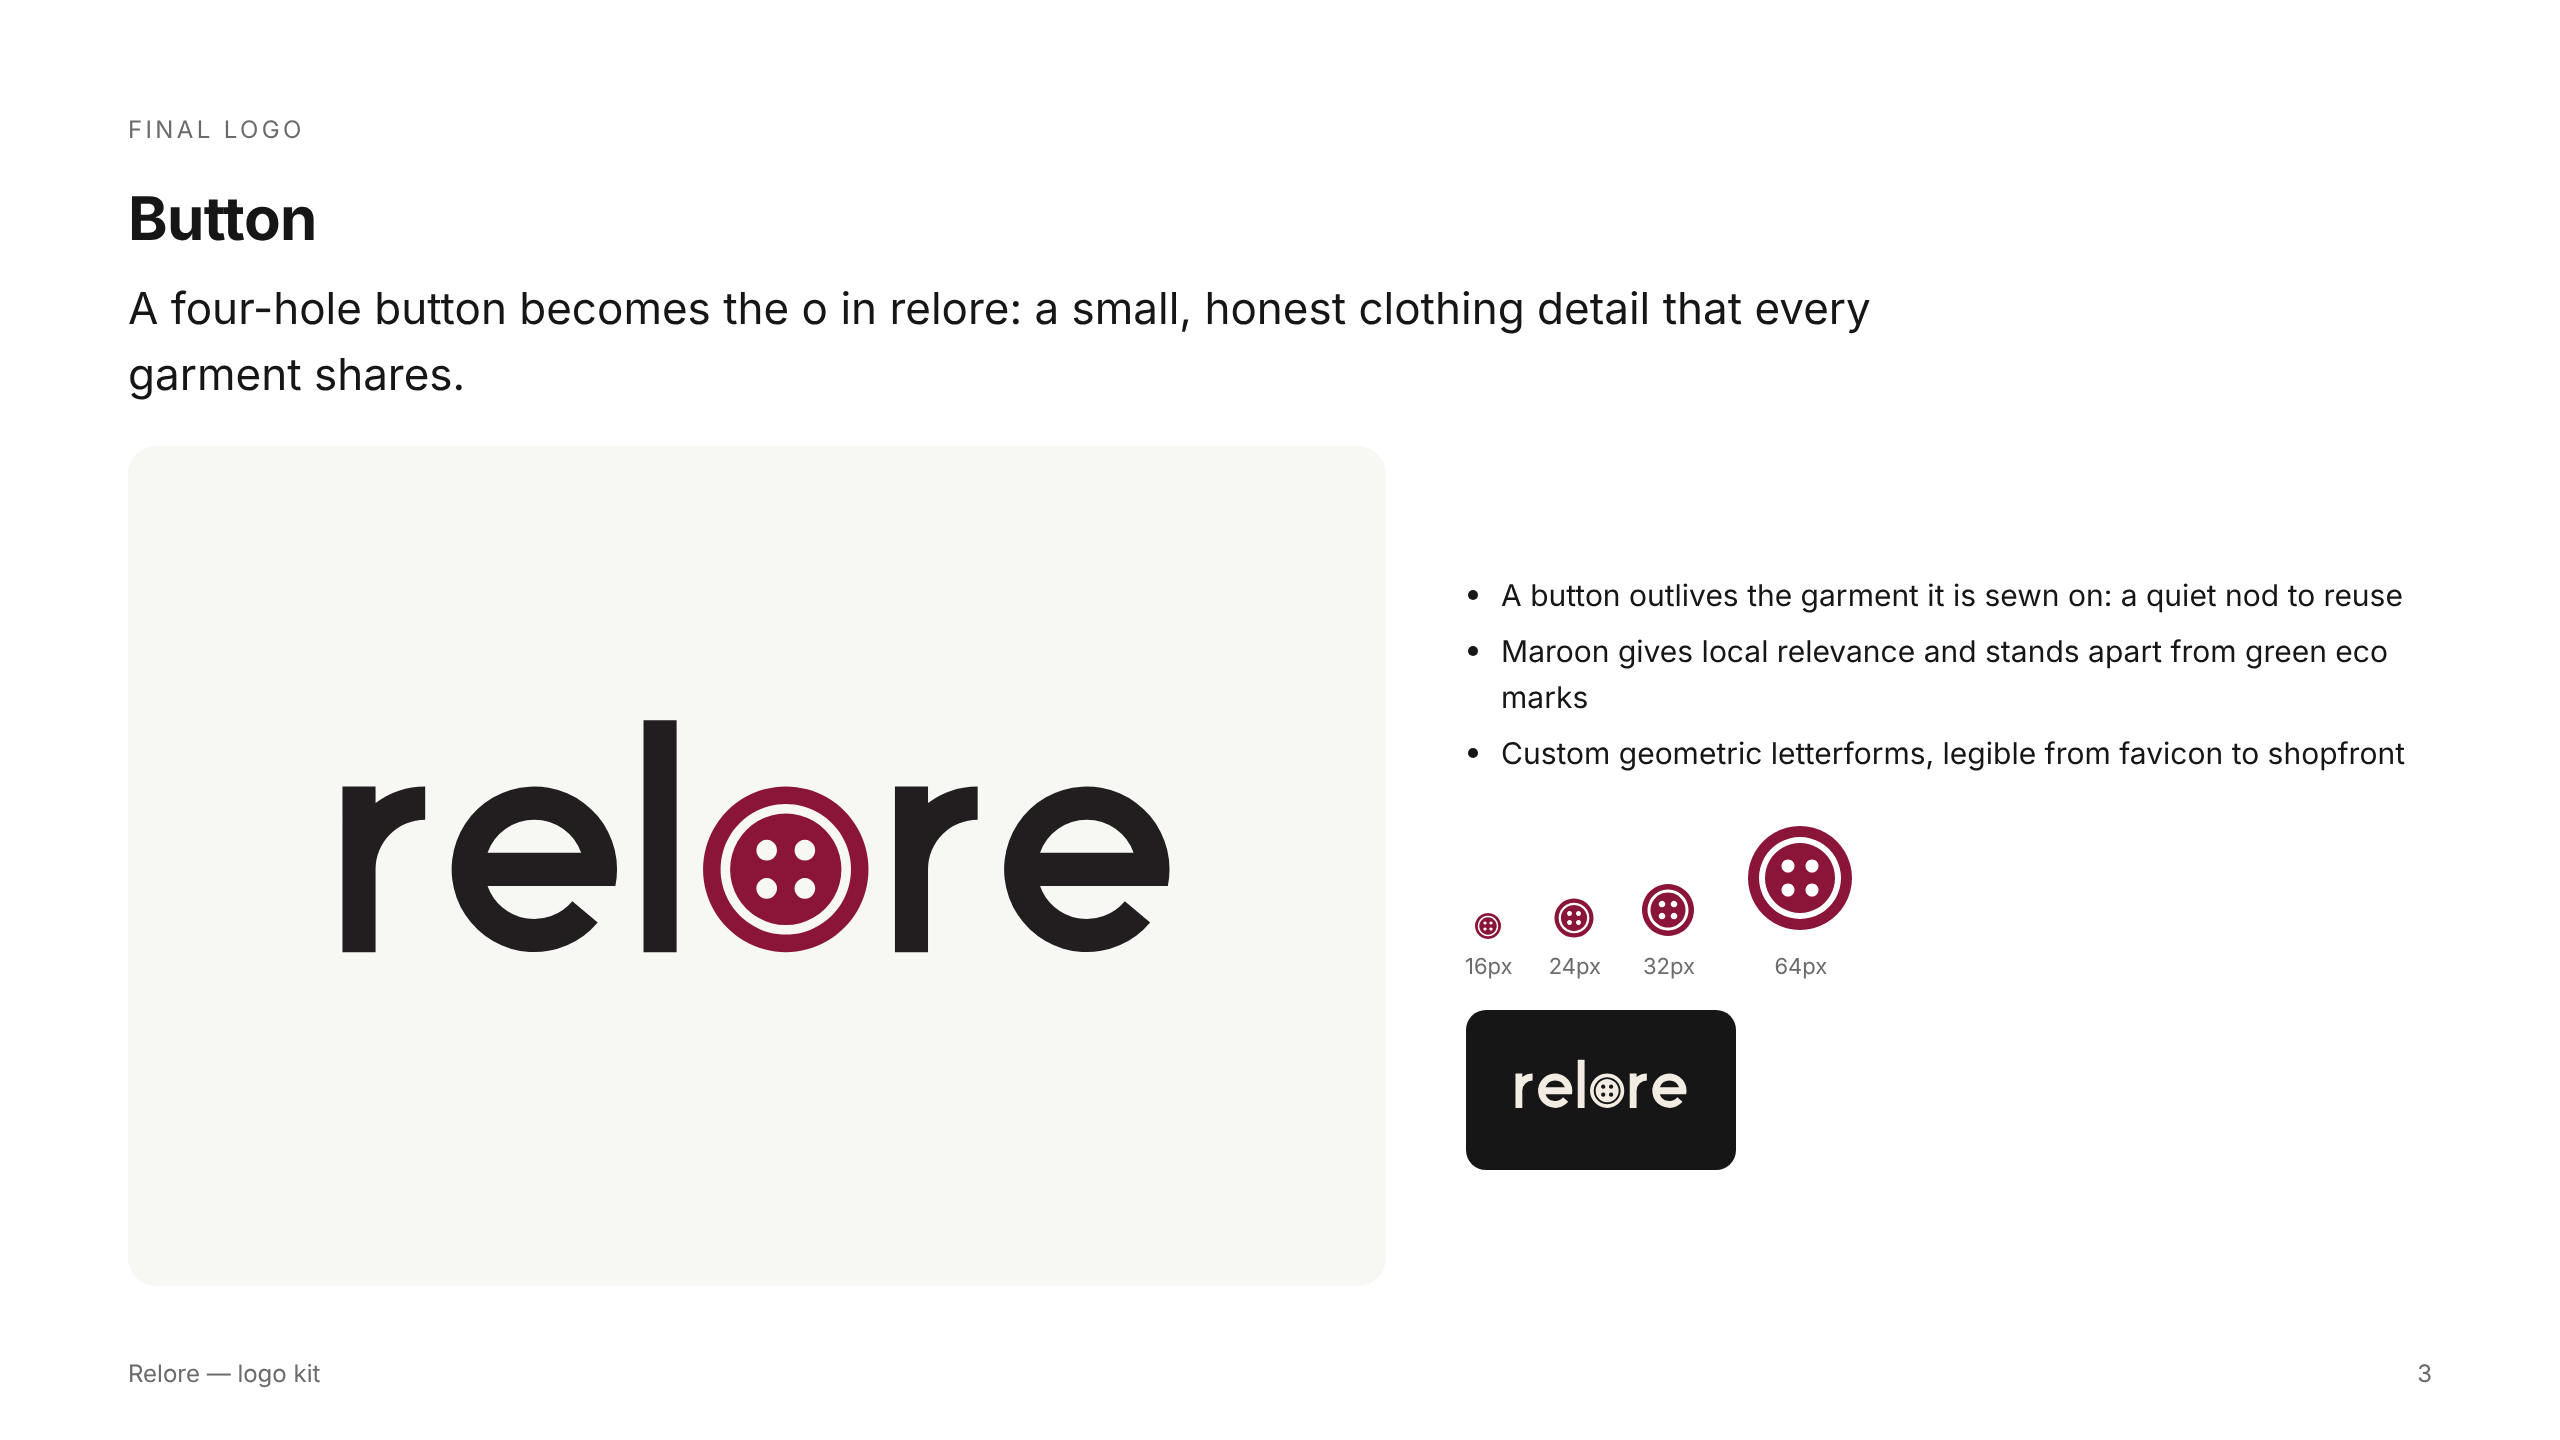 FINAL LOGO
Button
A four-hole button becomes the o in relore: a small, honest clothing detail that every
garment shares.
relore
• A button outlives the garment it is sewn on: a quiet nod to reuse
• Maroon gives local relevance and stands apart from green eco
marks
• Custom geometric letterforms, legible from favicon to shopfront
16px 24px 32px 64px
relore
Relore — logo kit
3